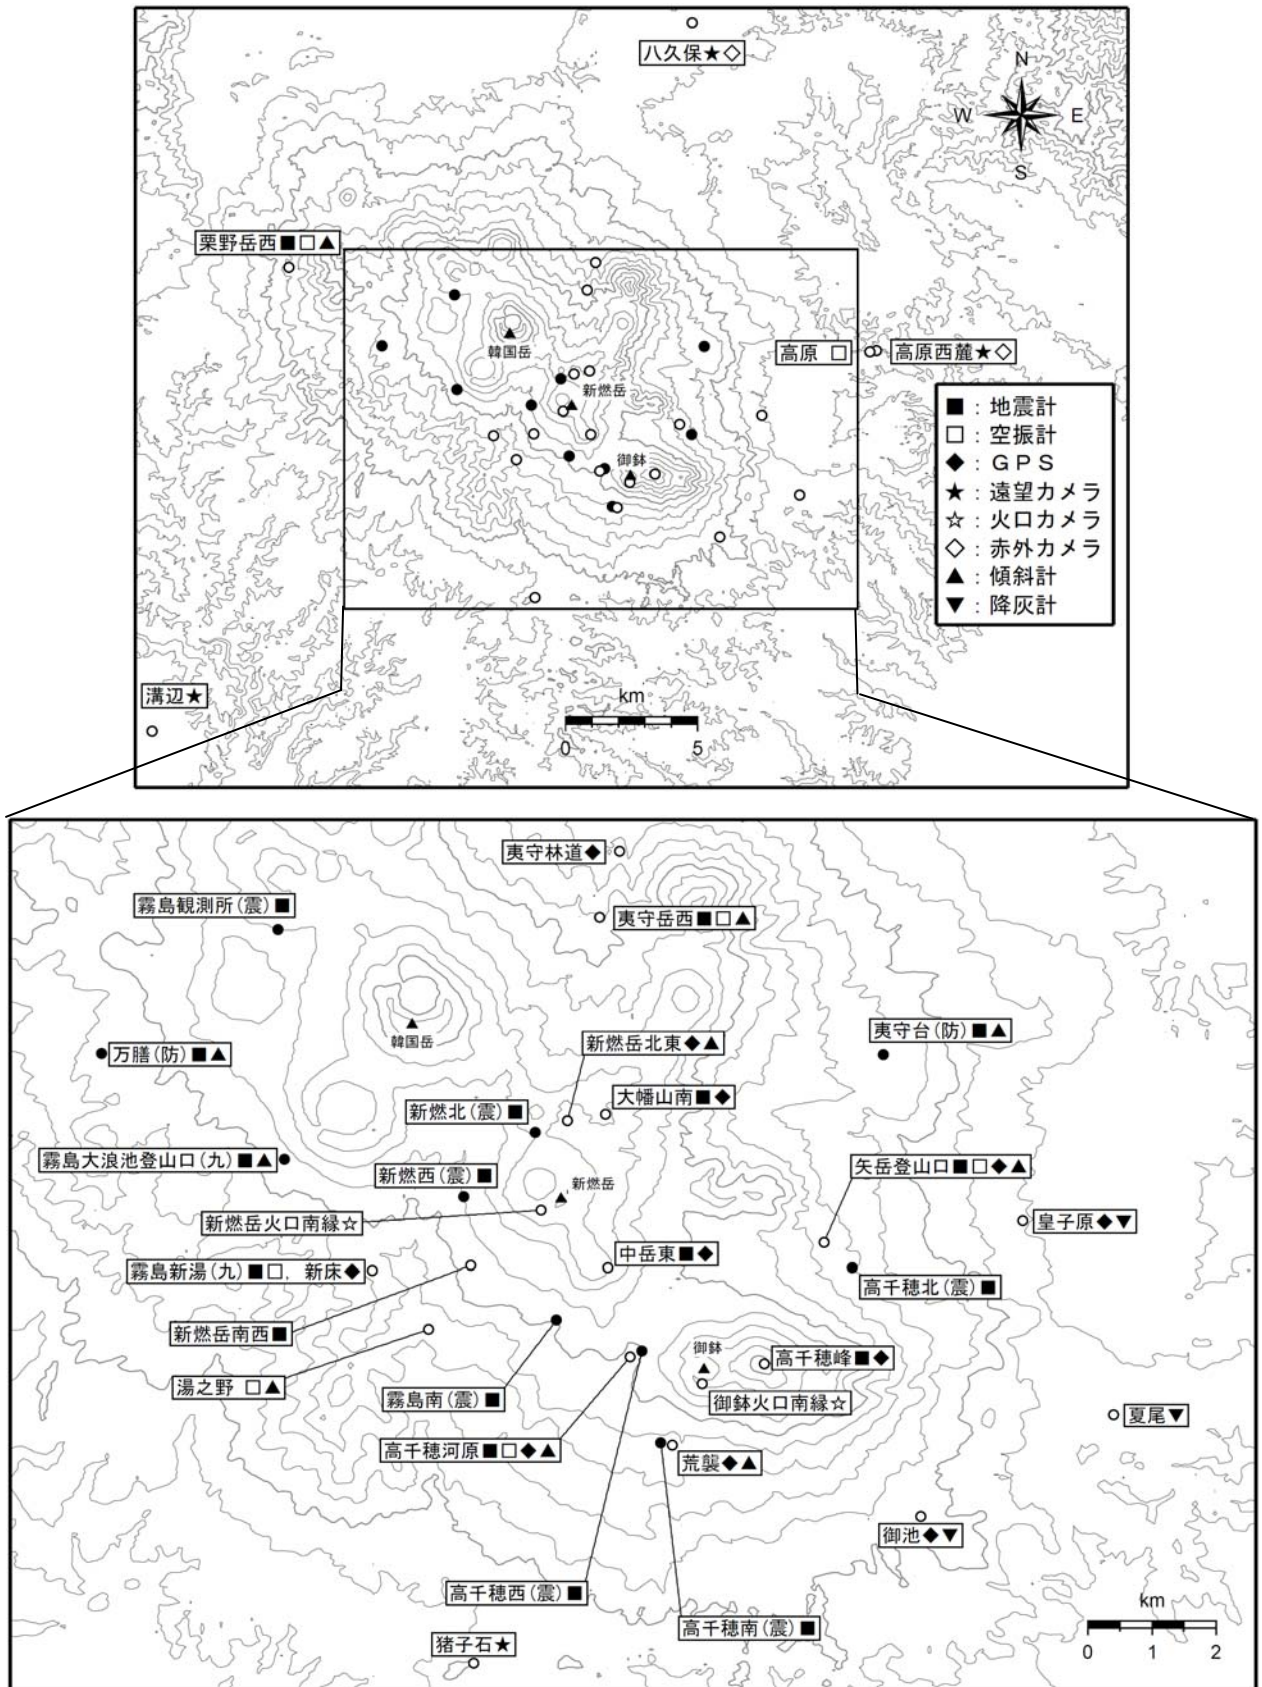 八久保★◇
N
W
E
S
栗野岳西■□▲
韓国岳
高原 □
高原西麓★◇
新燃岳
御鉢
■：地震計
□：空振計
◆：ＧＰＳ
★：遠望カメラ
☆：火口カメラ
◇：赤外カメラ
▲：傾斜計
▼：降灰計
溝辺★
km
0 5
夷守林道◆
霧島観測所(震)■
夷守岳西■□▲
韓国岳
夷守台(防)■▲
新燃岳北東◆▲
万膳(防)■▲
大幡山南■◆
新燃北(震)■
霧島大浪池登山口(九)■▲
矢岳登山口■□◆▲
新燃西(震)■
新燃岳
新燃岳火口南縁☆
皇子原◆▼
中岳東■◆
霧島新湯(九)■□，新床◆
高千穂北(震)■
新燃岳南西■
御鉢
高千穂峰■◆
湯之野 □▲
霧島南(震)■
御鉢火口南縁☆
夏尾▼
高千穂河原■□◆▲
荒襲◆▲
御池◆▼
高千穂西(震)■
km
高千穂南(震)■
猪子石★
0 1 2